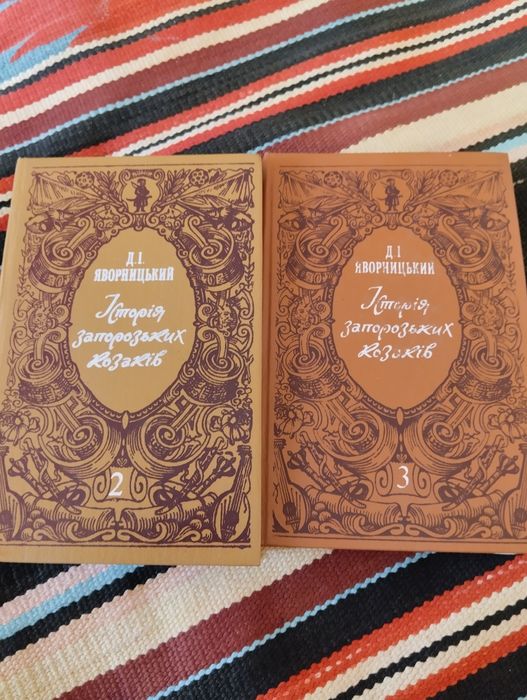 Д.І.
ЯВОРНИЦЬКИЙ
Історія
запорозьких
козаків
2
Д І
ЯВОРНИЦЬКИЙ
Історія
запорозьких
козаків
3